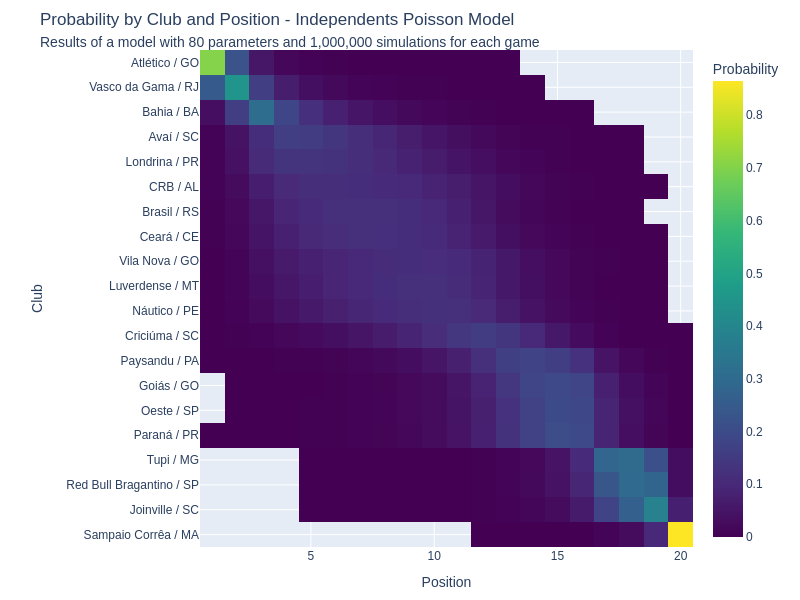 Probability by Club and Position - Independents Poisson Model
Results of a model with 80 parameters and 1,000,000 simulations for each game
Probability
Club
Atlético / GO
Vasco da Gama / RJ
Bahia / BA
Avaí / SC
Londrina / PR
CRB / AL
Brasil / RS
Ceará / CE
Vila Nova / GO
Luverdense / MT
Náutico / PE
Criciúma / SC
Paysandu / PA
Goiás / GO
Oeste / SP
Paraná / PR
Tupi / MG
Red Bull Bragantino / SP
Joinville / SC
Sampaio Corrêa / MA
0.8
0.7
0.6
0.5
0.4
0.3
0.2
0.1
0
5
10
15
20
Position